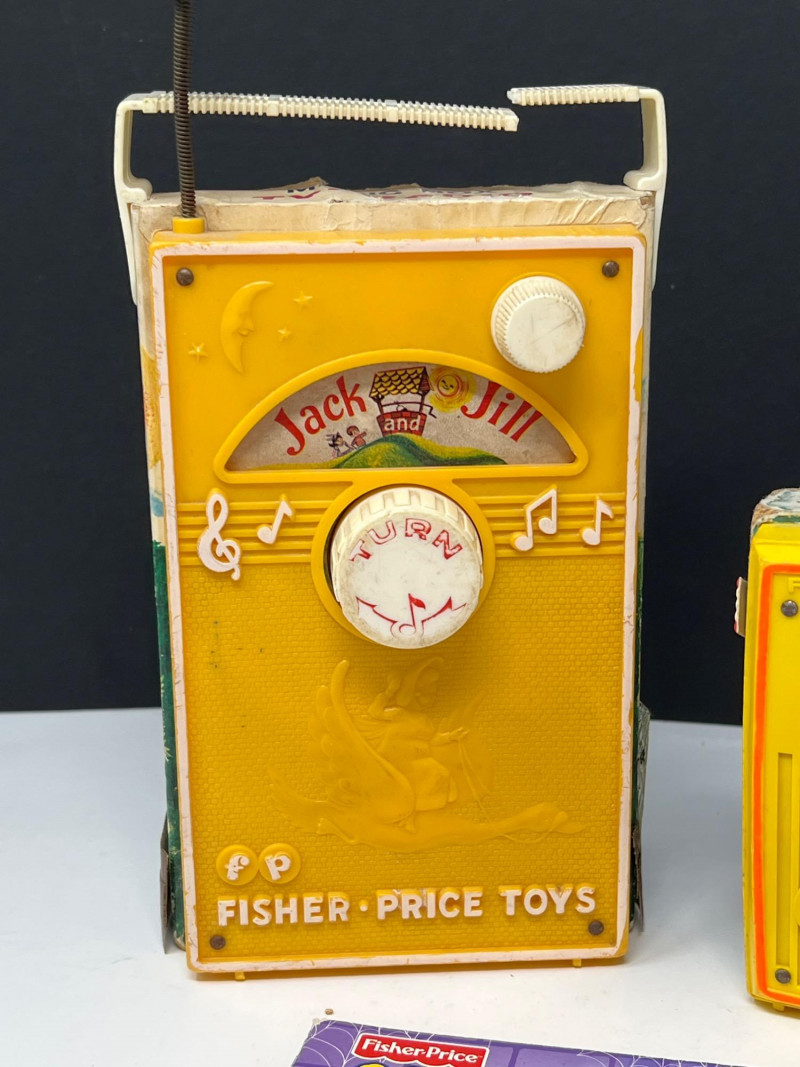 Jack and Jill
TURN
fp
FISHER·PRICE TOYS
Fisher-Price